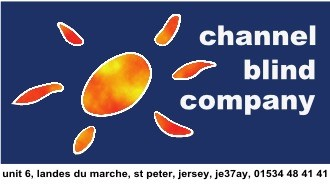 channel
blind
company
unit 6, landes du marche, st peter, jersey, je37ay, 01534 48 41 41